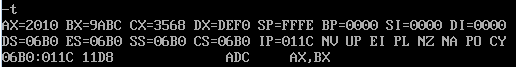 -t
AX=2010 BX=9ABC CX=3568 DX=DEF0 SP=FFFE BP=0000 SI=0000 DI=0000
DS=06B0 ES=06B0 SS=06B0 CS=06B0 IP=011C NV UP EI PL NZ NA PO CY
06B0:011C 11D8 ADC AX,BX